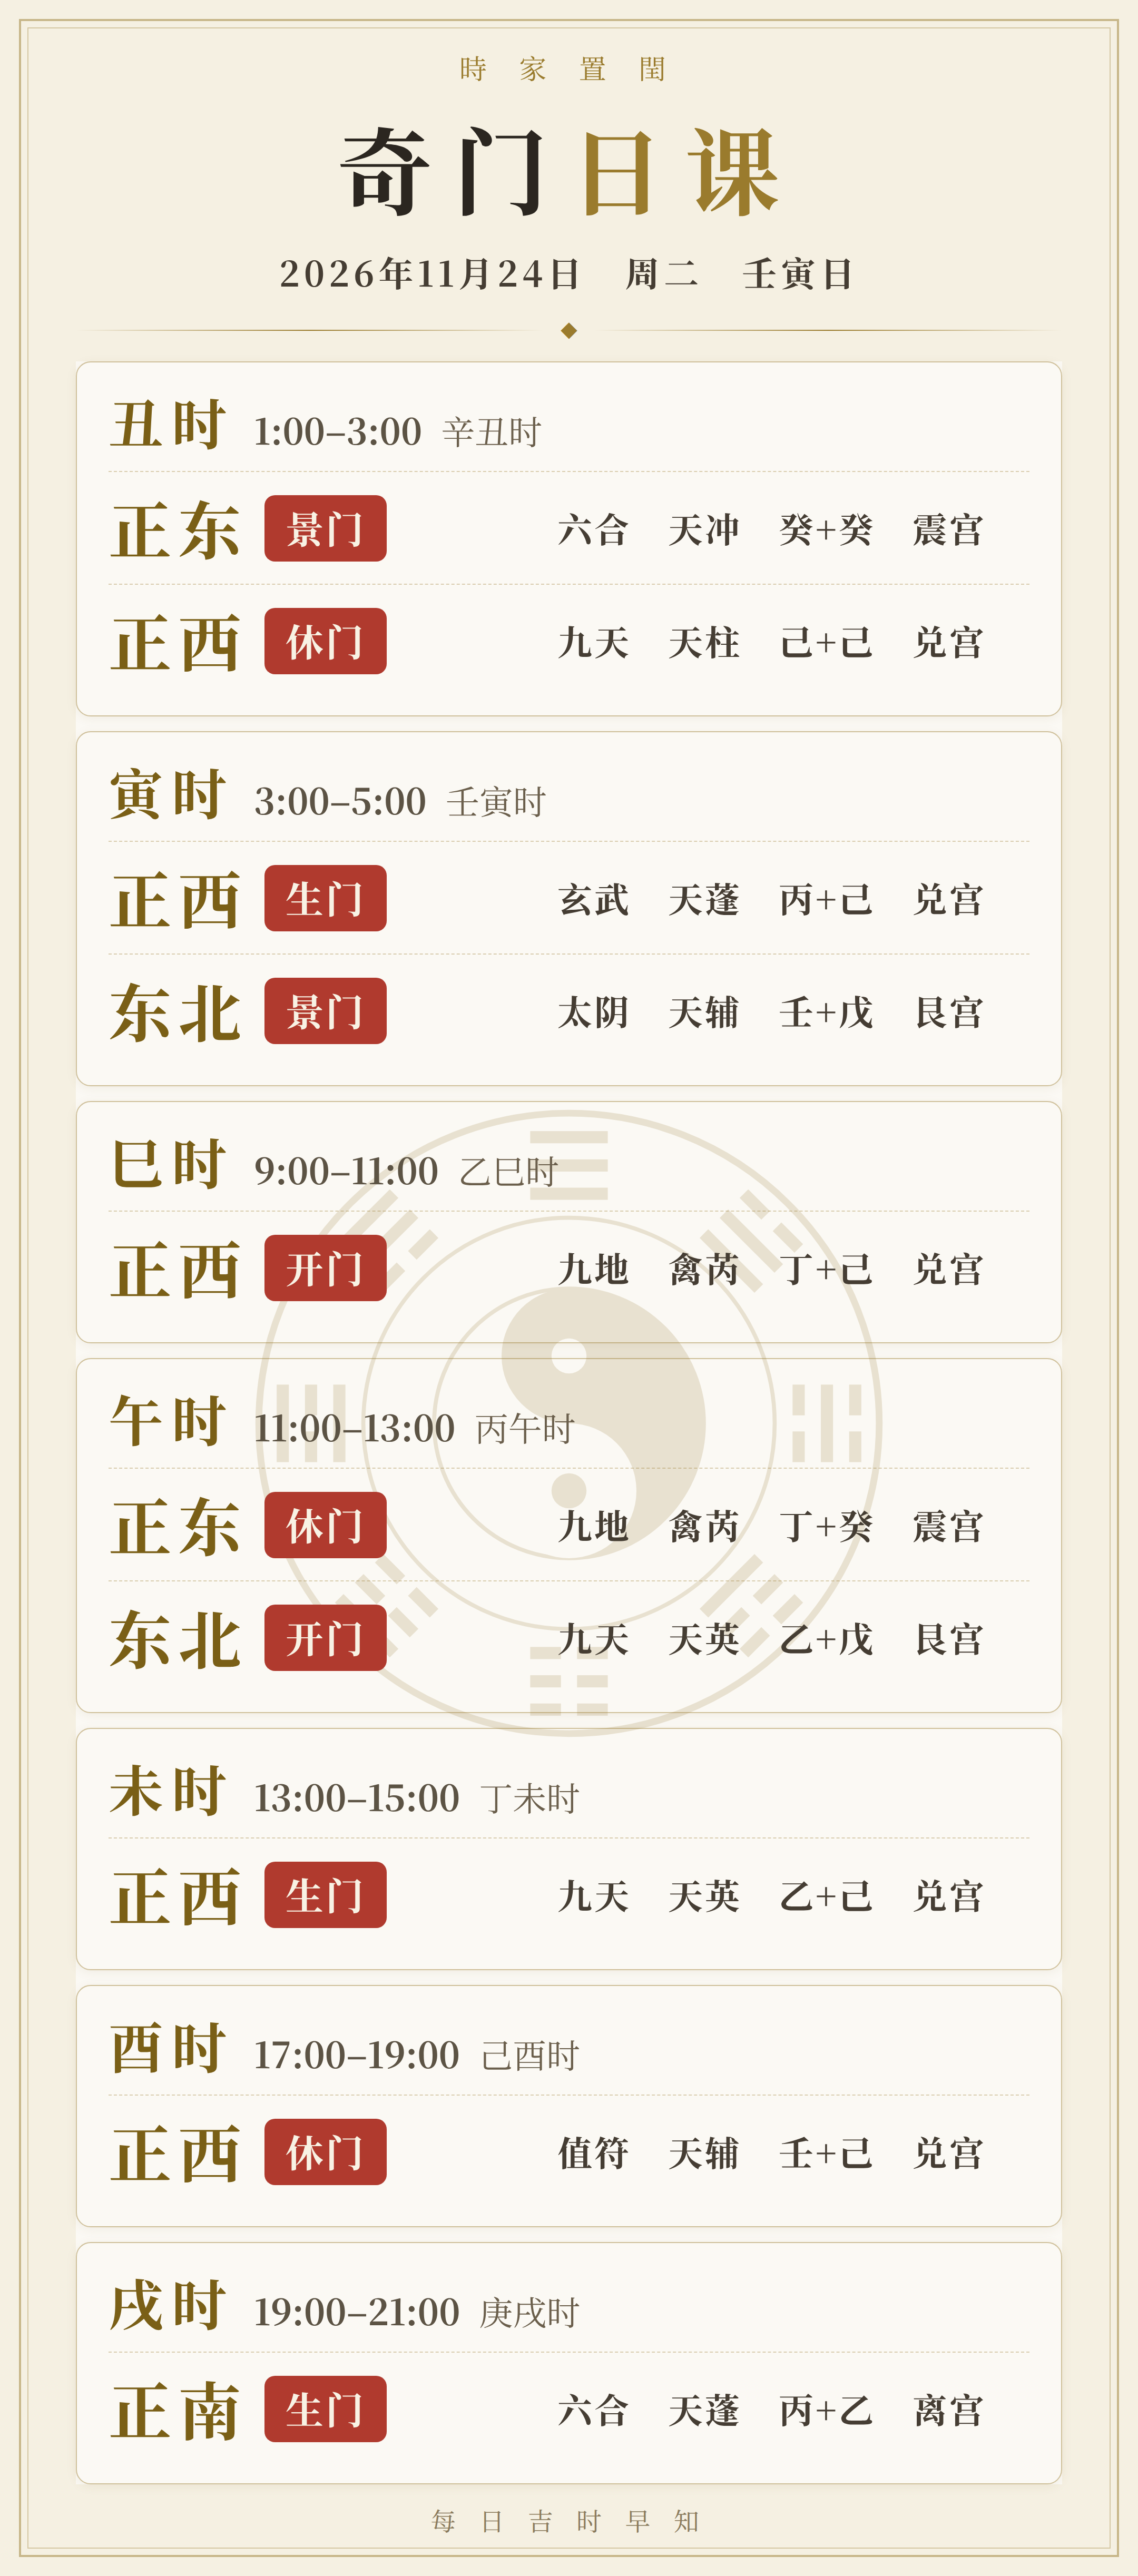 時家置閏
奇门日课
2026年11月24日 周二 壬寅日
丑时 1:00–3:00 辛丑时
正东 景门 六合 天冲 癸+癸 震宫
正西 休门 九天 天柱 己+己 兑宫
寅时 3:00–5:00 壬寅时
正西 生门 玄武 天蓬 丙+己 兑宫
东北 景门 太阴 天辅 壬+戊 艮宫
巳时 9:00–11:00 乙巳时
正西 开门 九地 禽芮 丁+己 兑宫
午时 11:00–13:00 丙午时
正东 休门 九地 禽芮 丁+癸 震宫
东北 开门 九天 天英 乙+戊 艮宫
未时 13:00–15:00 丁未时
正西 生门 九天 天英 乙+己 兑宫
酉时 17:00–19:00 己酉时
正西 休门 值符 天辅 壬+己 兑宫
戌时 19:00–21:00 庚戌时
正南 生门 六合 天蓬 丙+乙 离宫
每日吉时早知